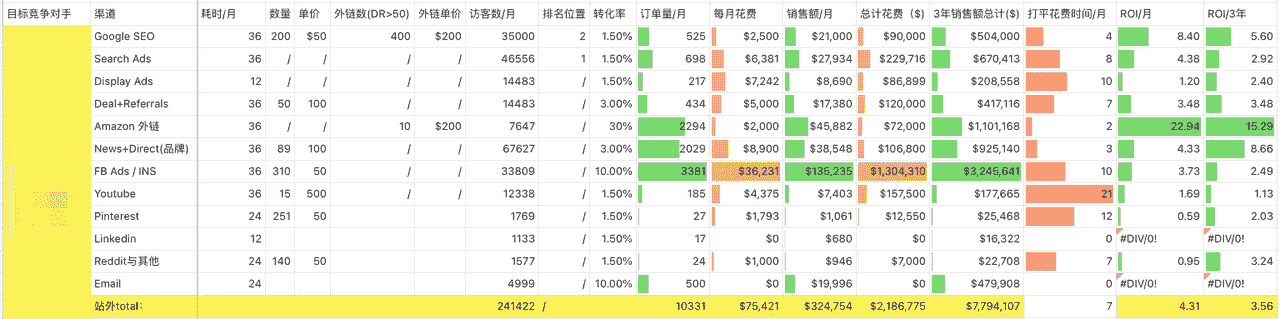 目标竞争对手 渠道 耗时/月 数量 单价 外链数(DR>50) 外链单价 访客数/月 排名位置 转化率 订单量/月 每月花费 销售额/月 总计花费（$） 3年销售额总计($) 打平花费时间/月 ROI/月 ROI/3年
Google SEO 36 200 $50 400 $200 35000 2 1.50% 525 $2,500 $21,000 $90,000 $504,000 4 8.40 5.60
Search Ads 36 / / / / 46556 1 1.50% 698 $6,381 $27,934 $229,716 $670,413 8 4.38 2.92
Display Ads 12 / / / / 14483 / 1.50% 217 $7,242 $8,690 $86,899 $208,558 10 1.20 2.40
Deal+Referrals 36 50 100 / / 14483 / 3.00% 434 $5,000 $17,380 $120,000 $417,116 7 3.48 3.48
Amazon 外链 36 / / 10 $200 7647 / 30% 2294 $2,000 $45,882 $72,000 $1,101,168 2 22.94 15.29
News+Direct(品牌) 36 89 100 / / 67627 / 3.00% 2029 $8,900 $38,548 $106,800 $925,140 3 4.33 8.66
FB Ads / INS 36 310 50 / / 33809 / 10.00% 3381 $36,231 $135,235 $1,304,310 $3,245,641 10 3.73 2.49
Youtube 36 15 500 / / 12338 / 1.50% 185 $4,375 $7,403 $157,500 $177,665 21 1.69 1.13
Pinterest 24 251 50 1769 / 1.50% 27 $1,793 $1,061 $12,550 $25,468 12 0.59 2.03
Linkedin 12 1133 / 1.50% 17 $0 $680 $0 $16,322 0 #DIV/0! #DIV/0!
Reddit与其他 24 140 50 1577 / 1.50% 24 $1,000 $946 $7,000 $22,708 7 0.95 3.24
Email 24 4999 / 10.00% 500 $0 $19,996 $0 $479,908 0 #DIV/0! #DIV/0!
站外total： 241422 / 10331 $75,421 $324,754 $2,186,775 $7,794,107 7 4.31 3.56